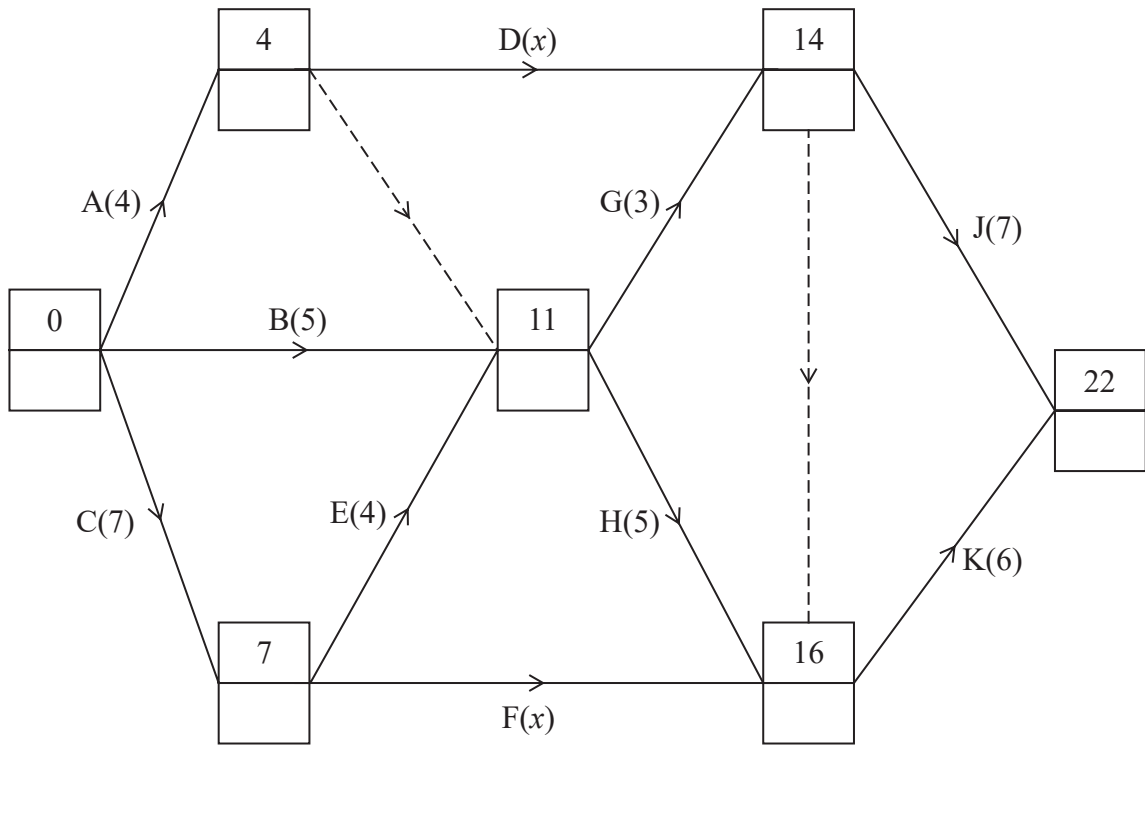 4
D(x)
14
A(4)
G(3)
J(7)
0
B(5)
11
22
C(7)
E(4)
H(5)
K(6)
7
16
F(x)